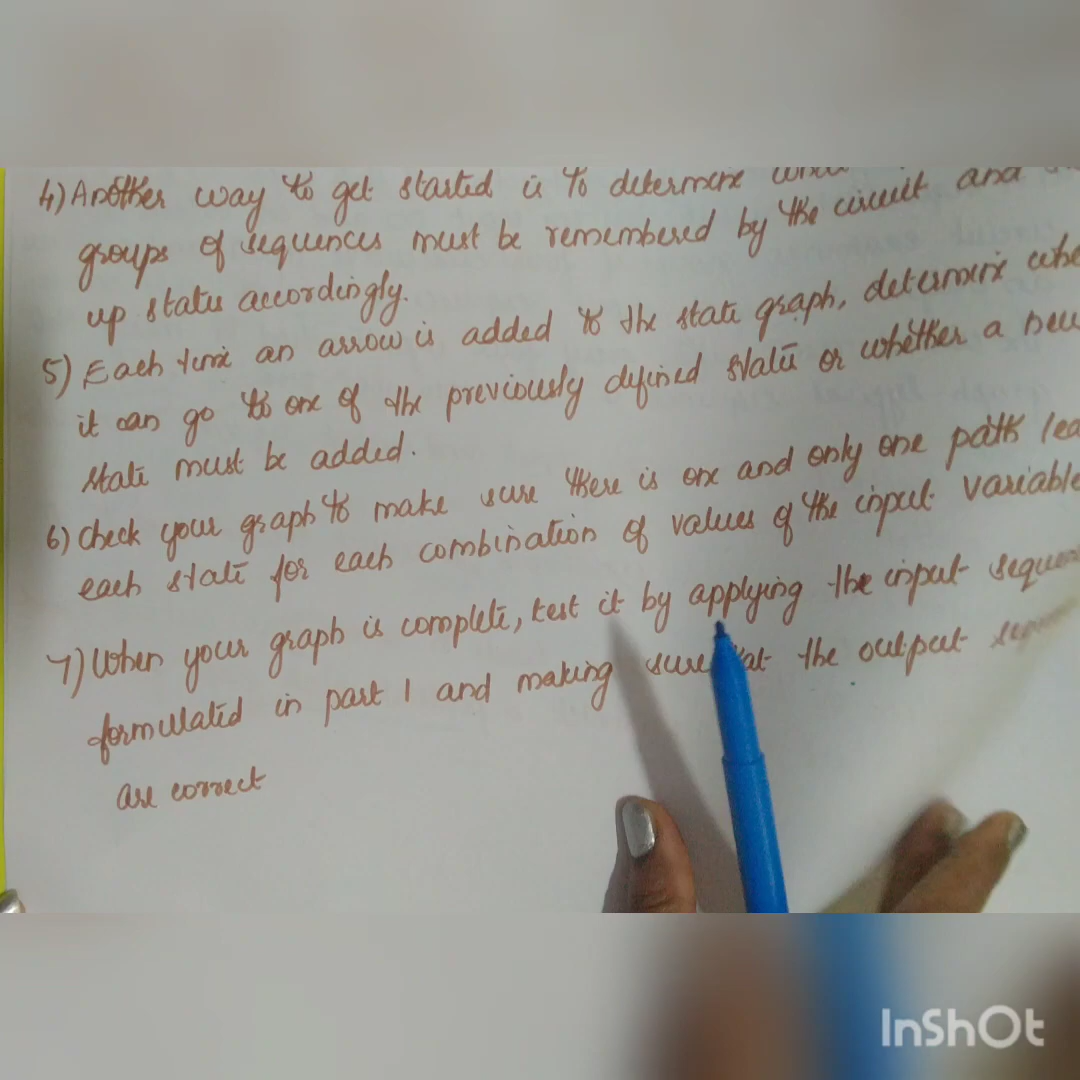 4) Another way to get started is to determine
groups of sequences must be remembered by the circuit and
up states accordingly.
5) Each time an arrow is added to the state graph, determine
it can go to one of the previously defined state or whether a new
state must be added.
6) Check your graph to make sure there is one and only one path
each state for each combination of values of the input variable
7) When your graph is complete, test it by applying the input
formulated in part 1 and making sure the output
are correct
InShOt